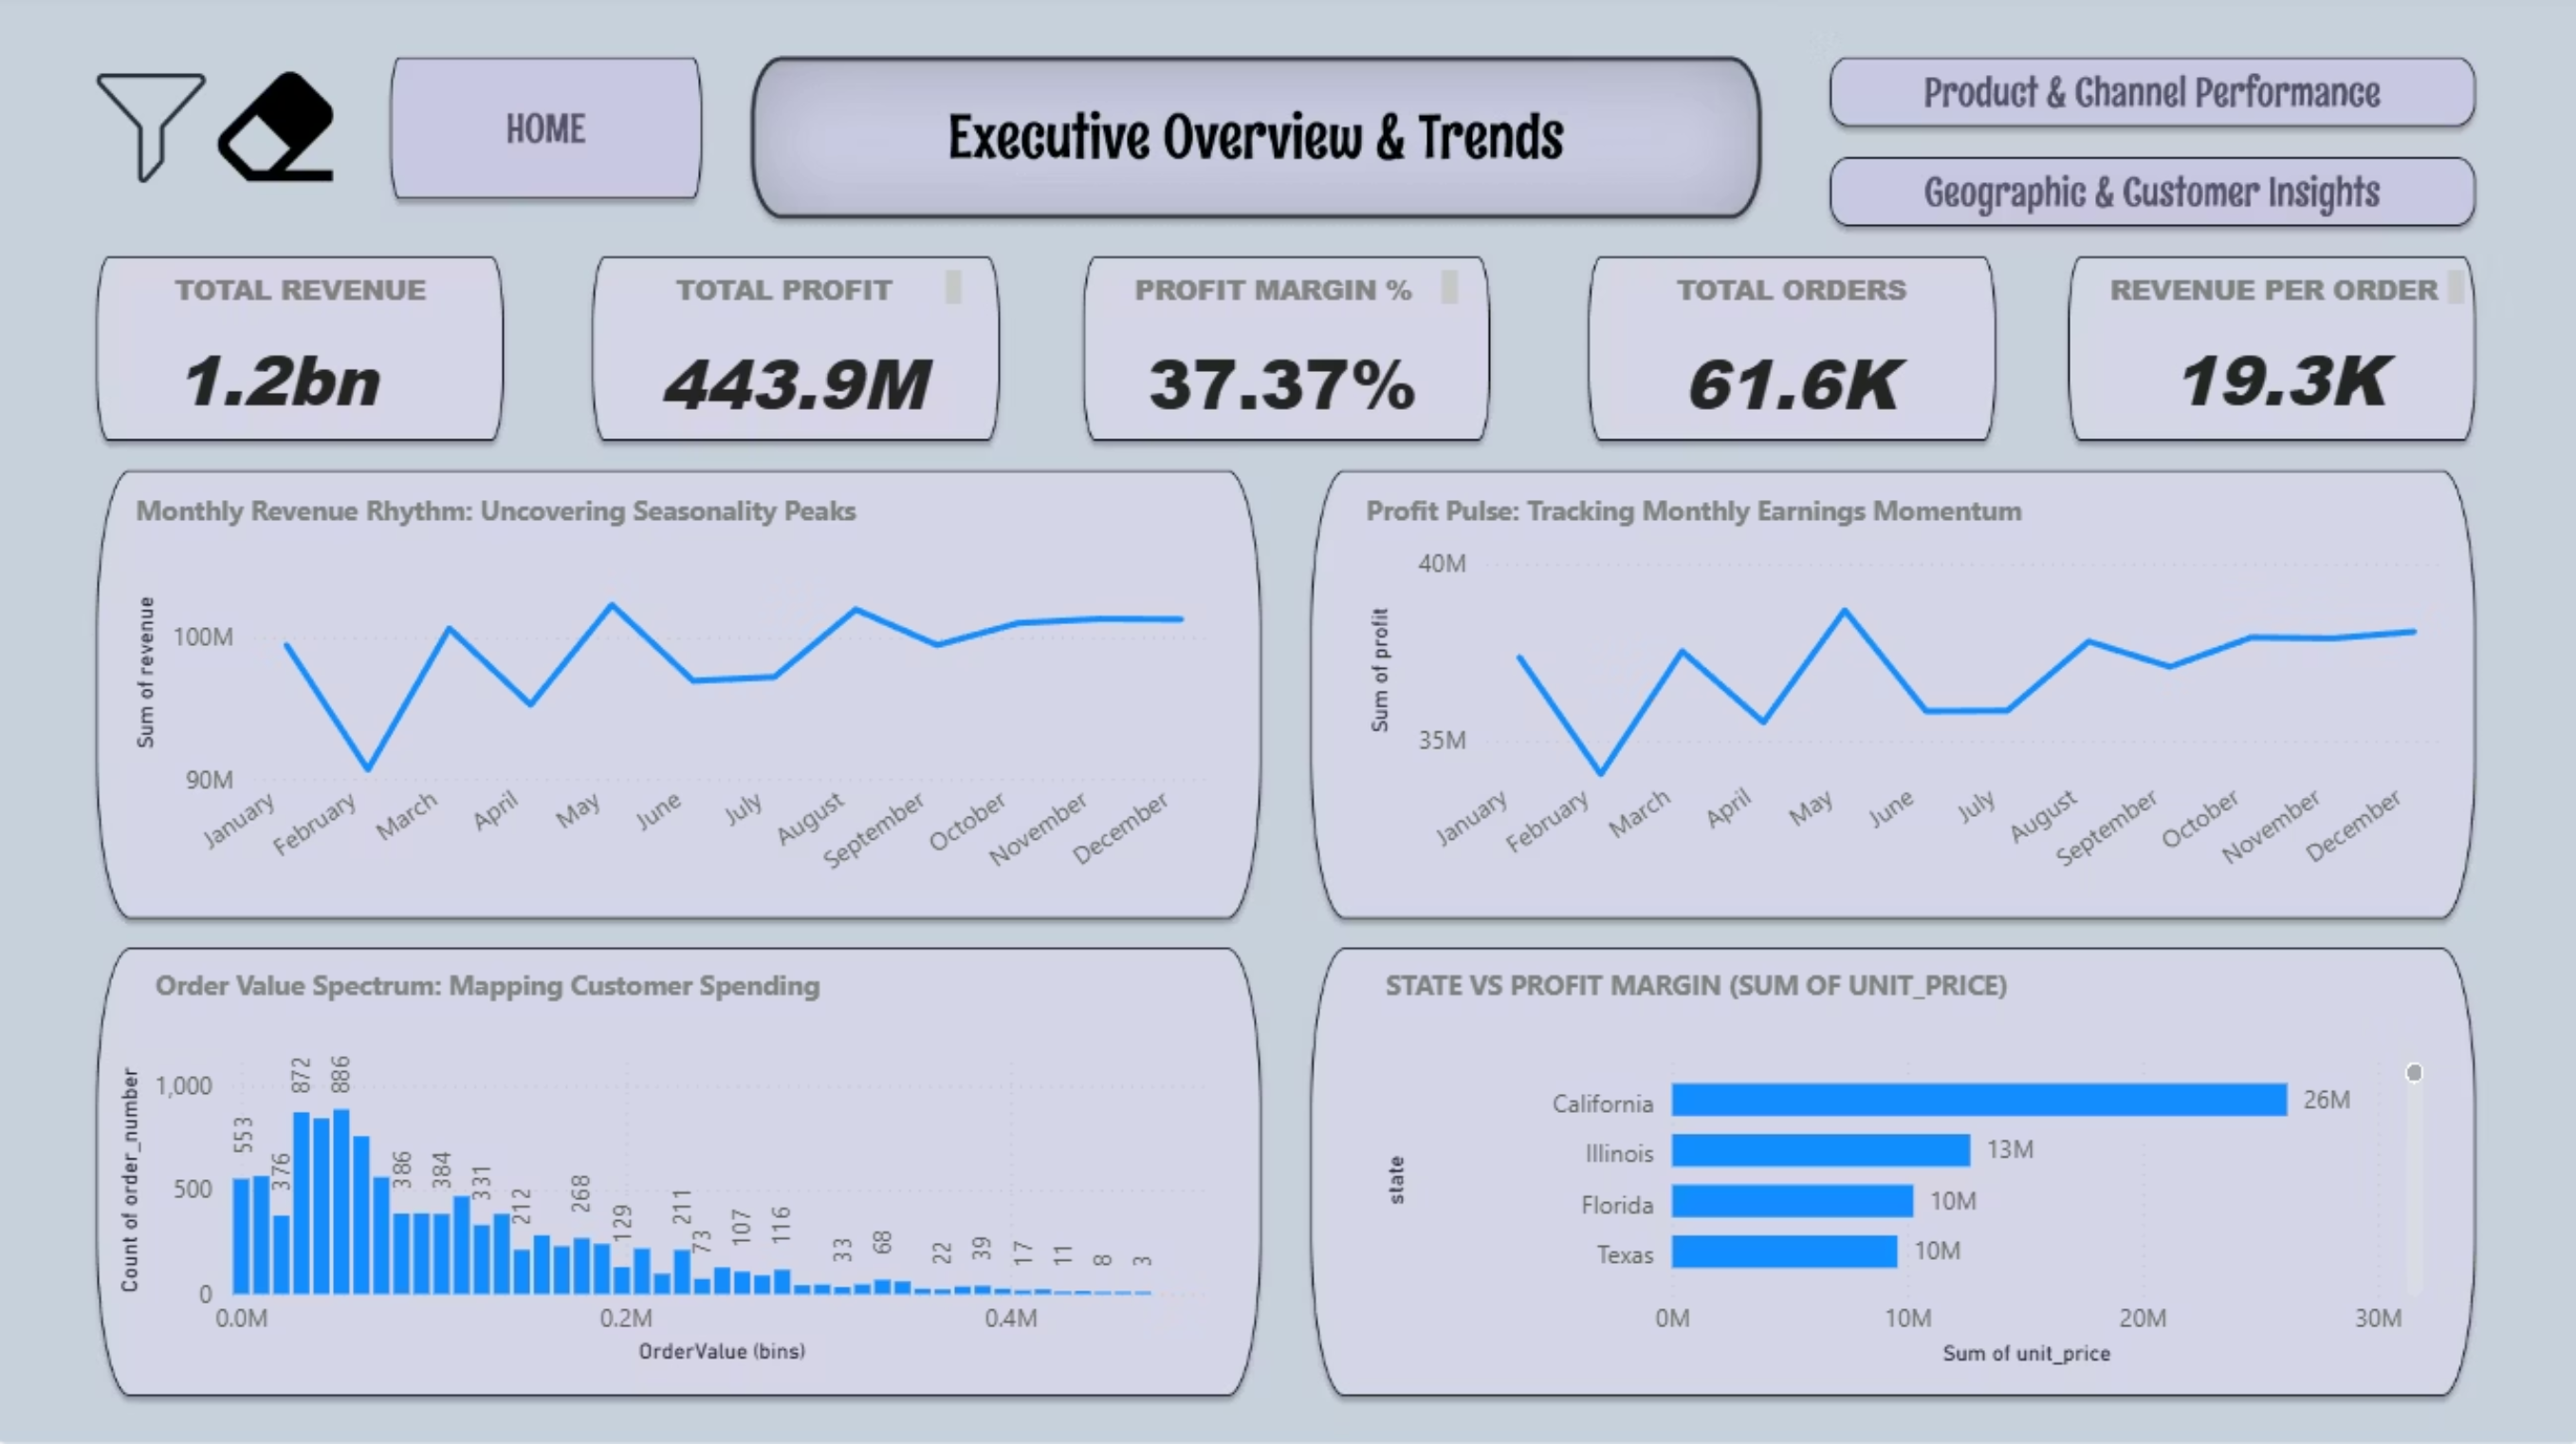 HOME
Executive Overview & Trends
Product & Channel Performance
Geographic & Customer Insights
TOTAL REVENUE
1.2bn
TOTAL PROFIT
443.9M
PROFIT MARGIN %
37.37%
TOTAL ORDERS
61.6K
REVENUE PER ORDER
19.3K
Monthly Revenue Rhythm: Uncovering Seasonality Peaks
Sum of revenue
100M
90M
January
February
March
April
May
June
July
August
September
October
November
December
Profit Pulse: Tracking Monthly Earnings Momentum
Sum of profit
40M
35M
January
February
March
April
May
June
July
August
September
October
November
December
Order Value Spectrum: Mapping Customer Spending
Count of order_number
1,000
500
0
553
376
872
886
386
384
331
212
268
129
211
73
107
116
33
68
22
39
17
11
8
3
0.0M
0.2M
0.4M
OrderValue (bins)
STATE VS PROFIT MARGIN (SUM OF UNIT_PRICE)
state
California 26M
Illinois 13M
Florida 10M
Texas 10M
0M
10M
20M
30M
Sum of unit_price